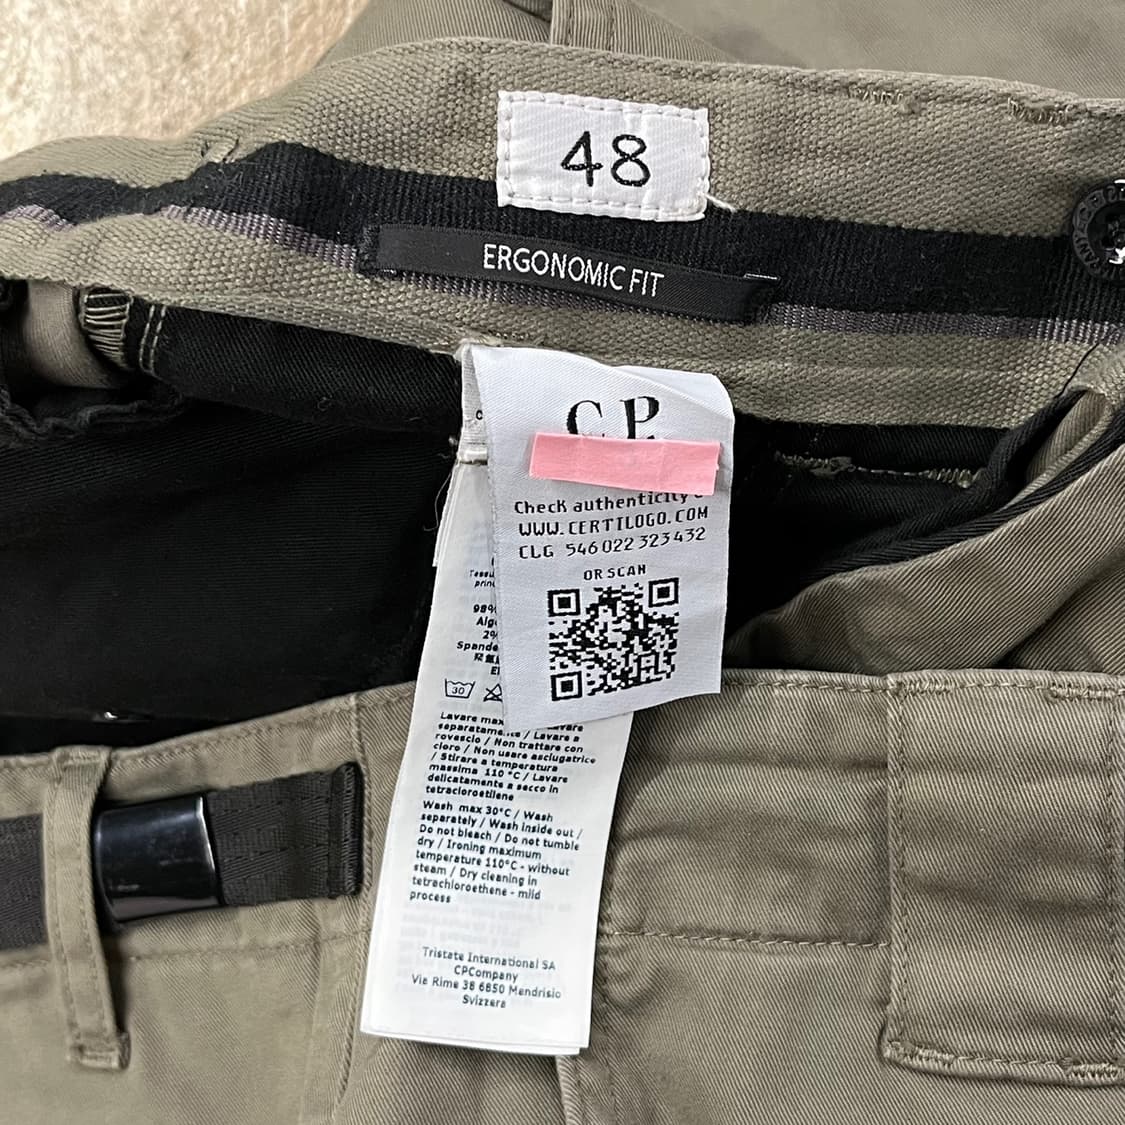 48
ERGONOMIC FIT
C.P.
Check authenticity
WWW.CERTILOGO.COM
CLG 546 022 323 432
OR SCAN
98%
2%
30
Lavare max
separatamente / Lavare a
rovescio / Non trattare con
cloro / Non usare asciugatrice
/ Stirare a temperatura
massima 110 °C / Lavare
delicatamente a secco in
tetracloroetilene
Wash max 30°C / Wash
separately / Wash inside out /
Do not bleach / Do not tumble
dry / Ironing maximum
temperature 110°C - without
steam / Dry cleaning in
tetrachloroethene - mild
process
Tristate International SA
CPCompany
Via Rime 38 6850 Mendrisio
Svizzera